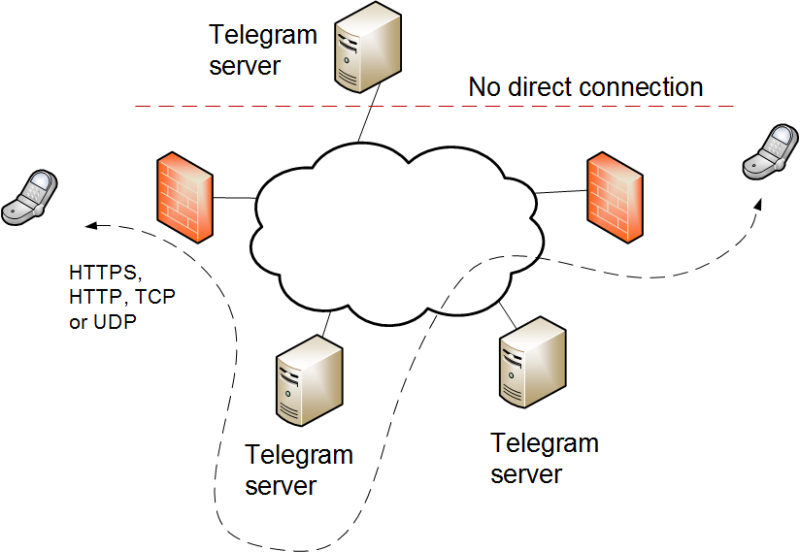 Telegram
server
No direct connection
HTTPS,
HTTP, TCP
or UDP
Telegram
server
Telegram
server